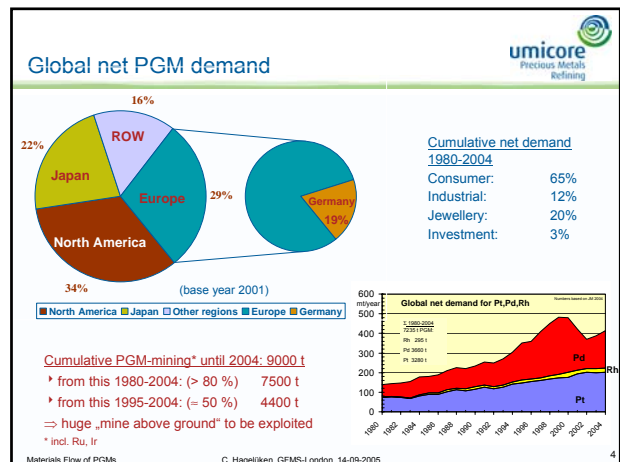 Global net PGM demand
umicore
Precious Metals
Refining
16%
ROW
22%
Japan
Europe
29%
North America
34%
Germany
19%
(base year 2001)
North America Japan Other regions Europe Germany
Cumulative net demand
1980-2004
Consumer: 65%
Industrial: 12%
Jewellery: 20%
Investment: 3%
Cumulative PGM-mining* until 2004: 9000 t
from this 1980-2004: (> 80 %) 7500 t
from this 1995-2004: (≈ 50 %) 4400 t
⇒ huge „mine above ground“ to be exploited
* incl. Ru, Ir
600
mt/year
500
400
300
200
100
0
Global net demand for Pt,Pd,Rh
Numbers based on JM 2004
Σ 1980-2004
7235 t PGM:
Rh 295 t
Pd 3660 t
Pt 3280 t
Pd
Rh
Pt
1980
1982
1984
1986
1988
1990
1992
1994
1996
1998
2000
2002
2004
Materials Flow of PGMs
C. Hagelüken, GEMS-London, 14-09-2005
4